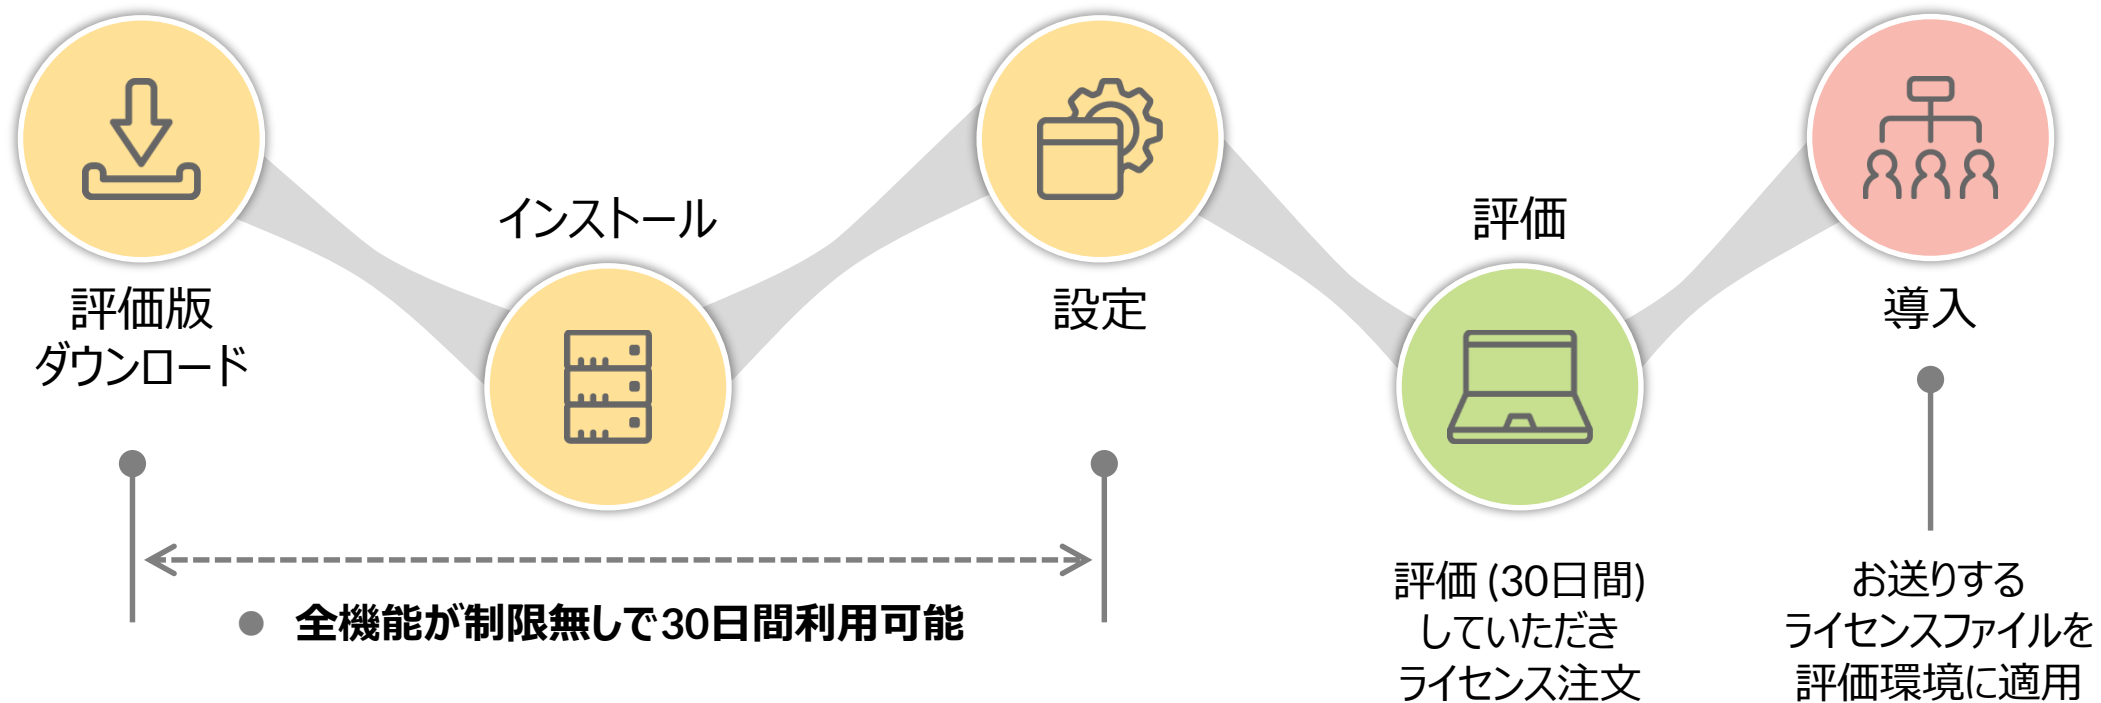 評価版
ダウンロード
インストール
設定
評価
導入
全機能が制限無しで30日間利用可能
評価 (30日間)
していただき
ライセンス注文
お送りする
ライセンスファイルを
評価環境に適用